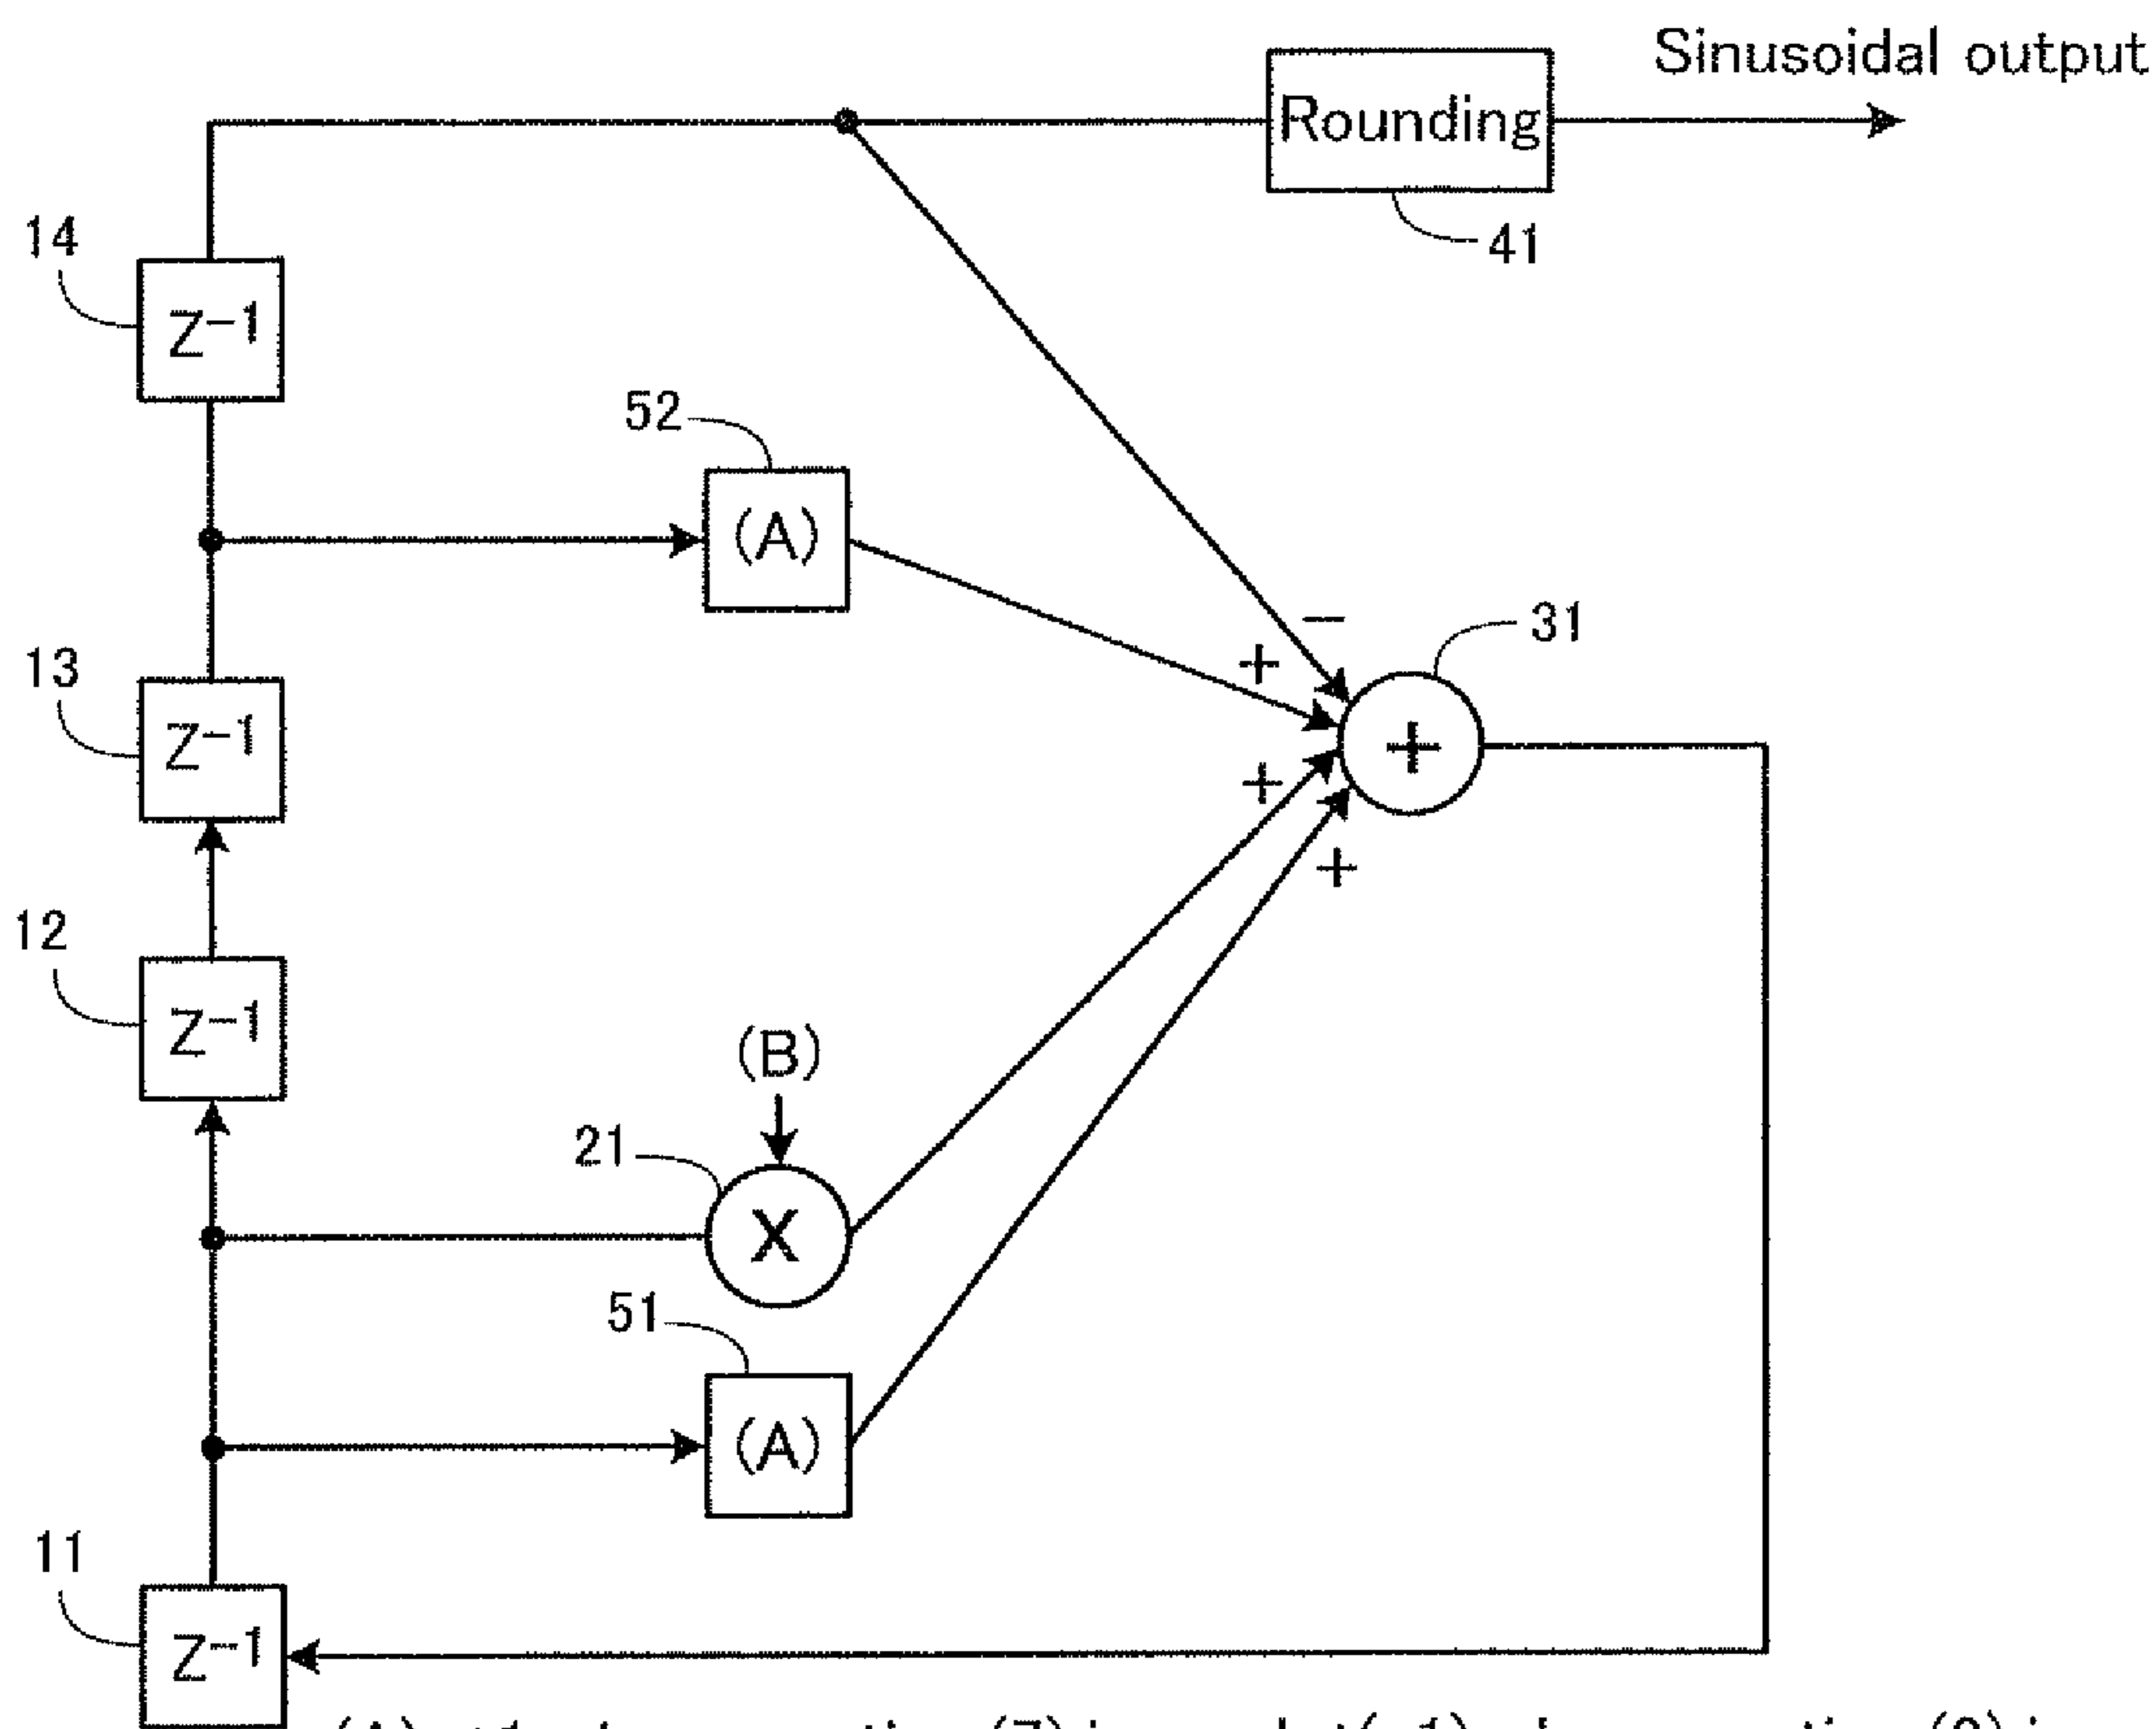 Sinusoidal output
Rounding
41
14
Z⁻¹
52
(A)
−
+
31
13
Z⁻¹
+
+
+
12
Z⁻¹
(B)
21
X
51
(A)
11
Z⁻¹